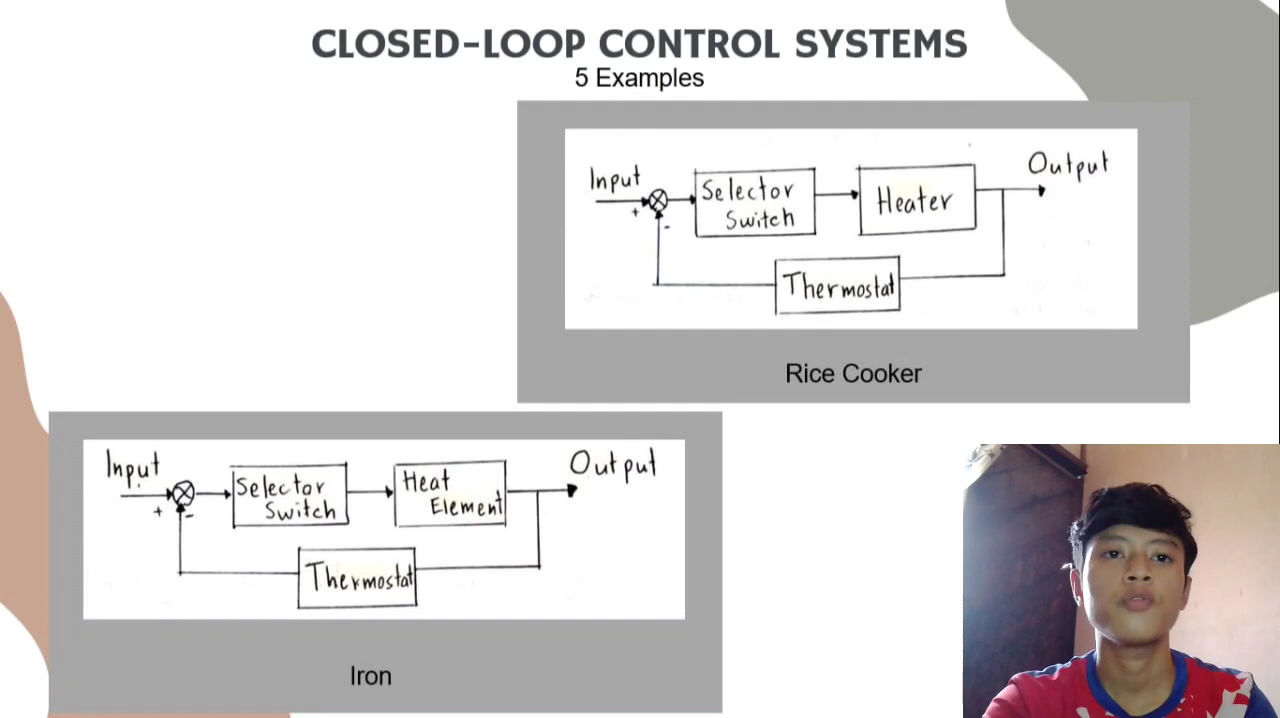 CLOSED-LOOP CONTROL SYSTEMS
5 Examples
Input
+
-
Selector
Switch
Heater
Output
Thermostat
Rice Cooker
Input
+
-
Selector
Switch
Heat
Element
Output
Thermostat
Iron